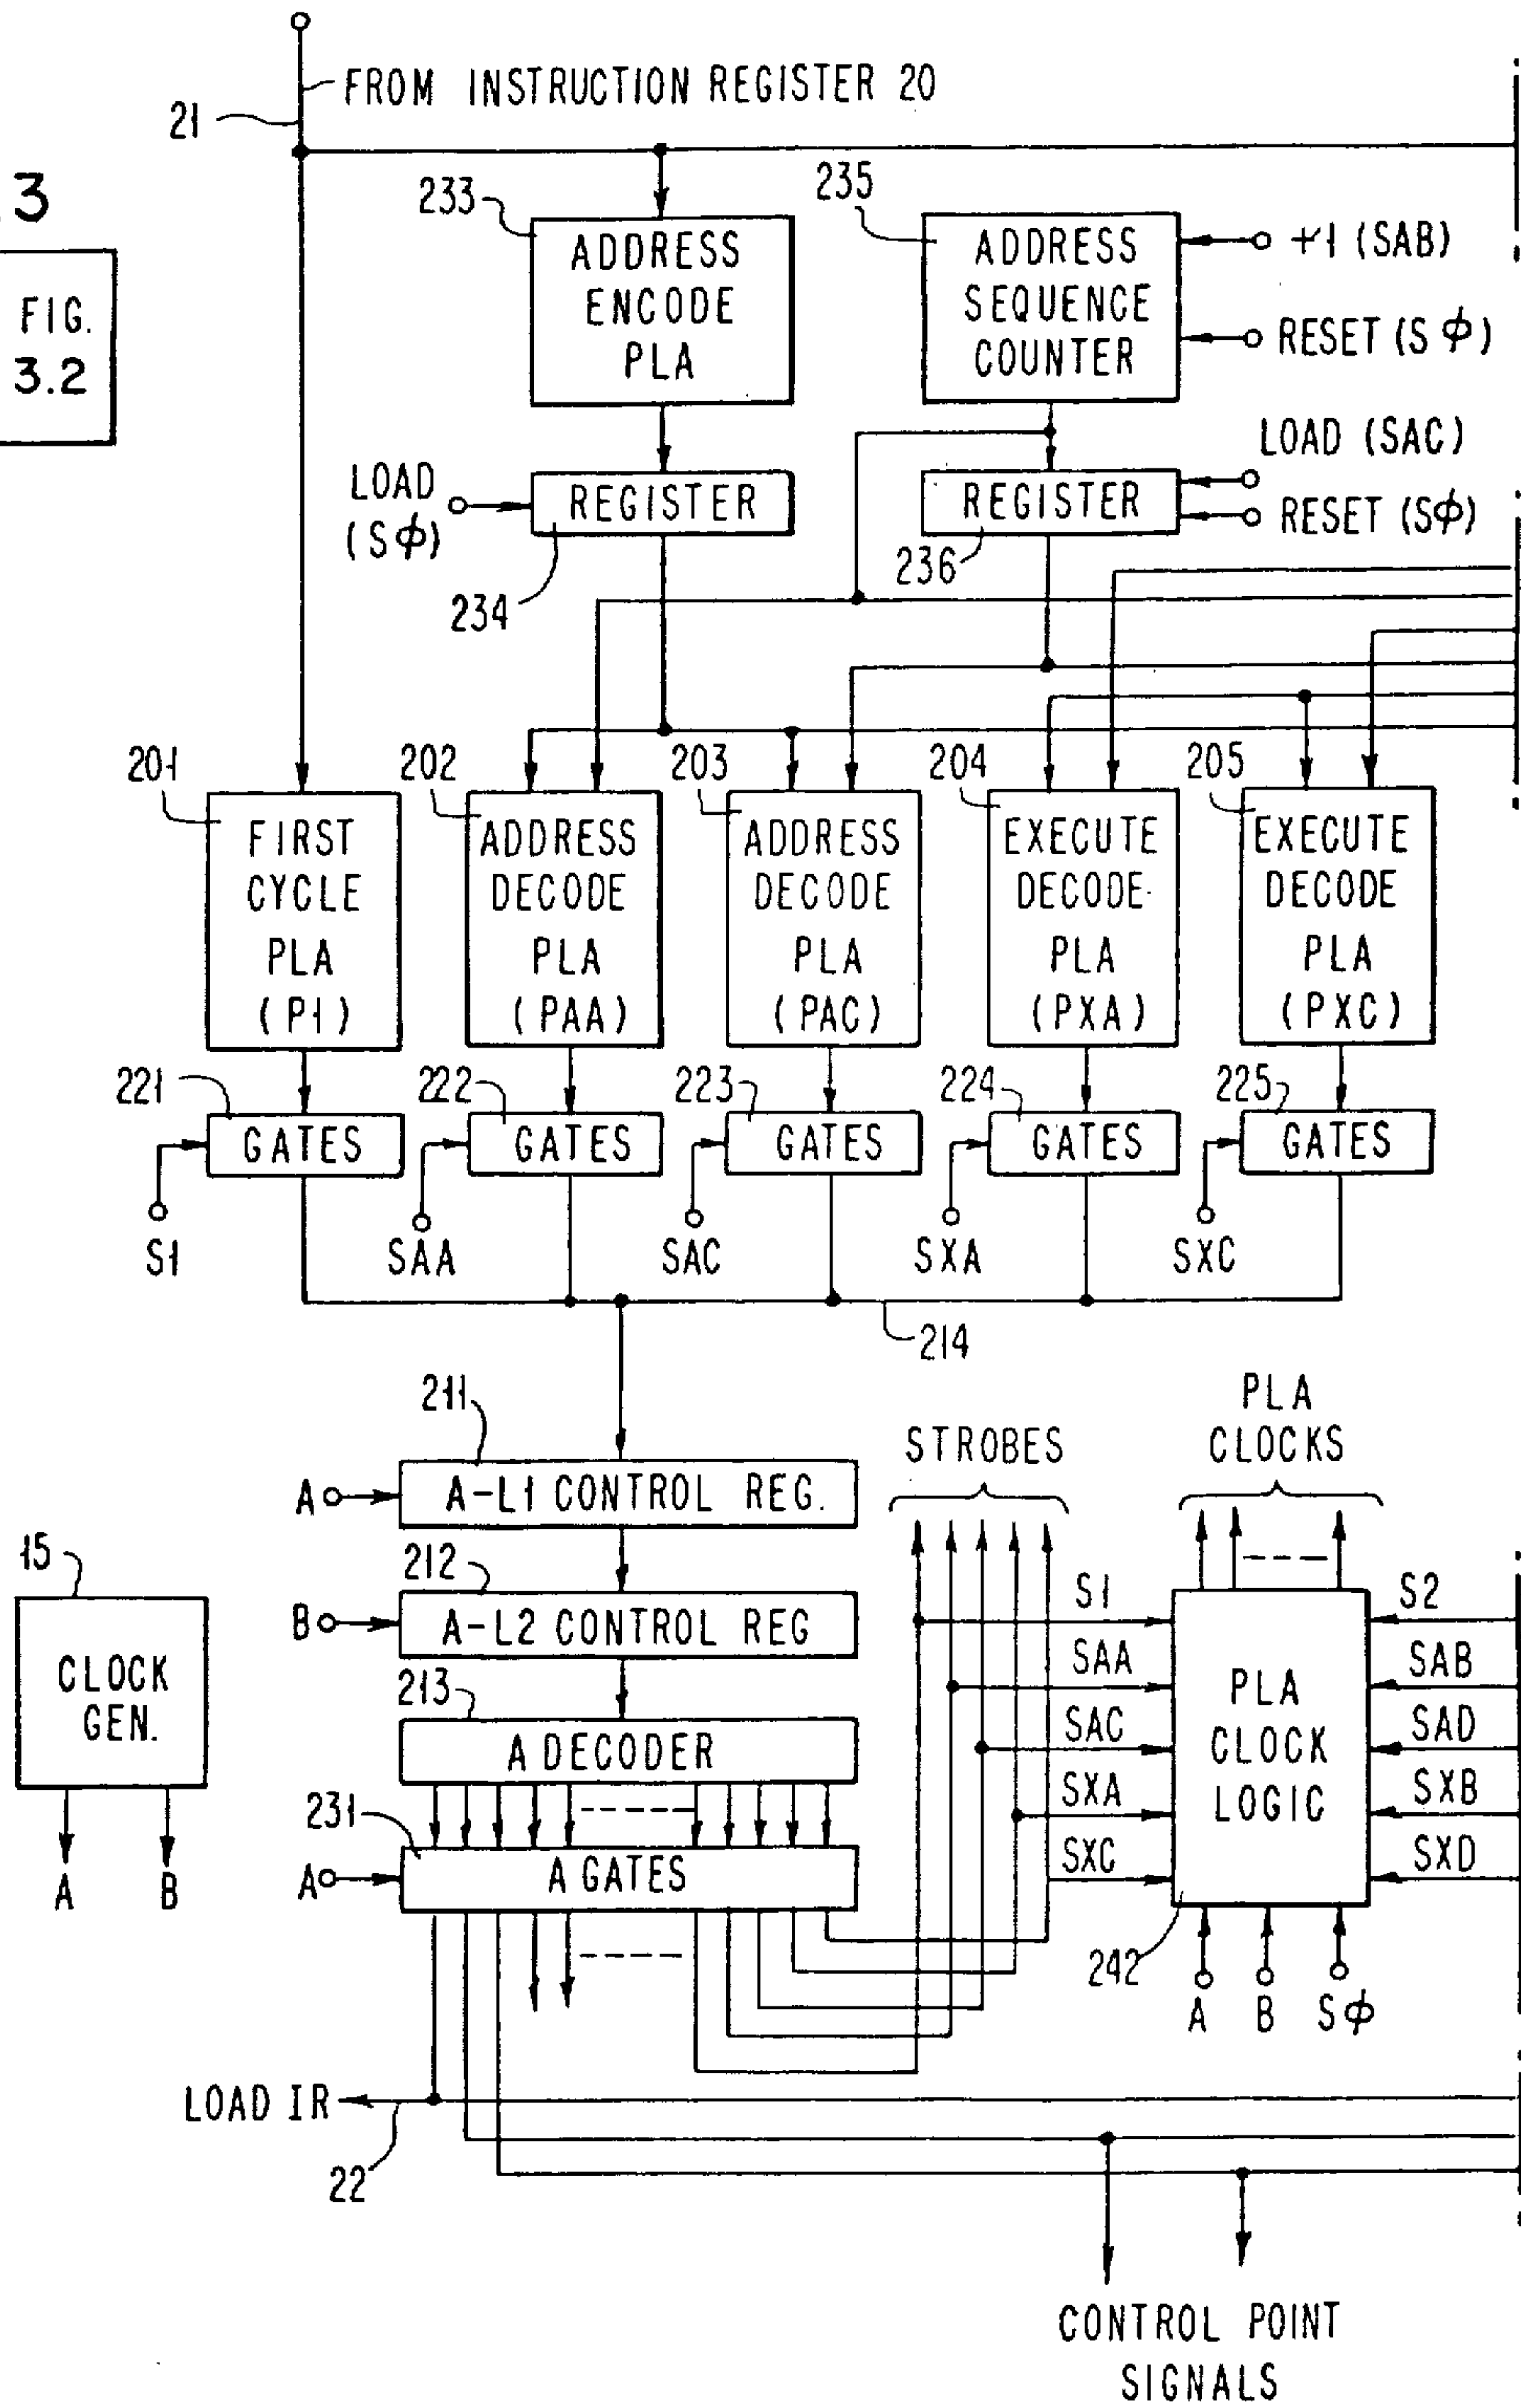 FROM INSTRUCTION REGISTER 20
21
3
FIG.
3.2
233
ADDRESS
ENCODE
PLA
235
ADDRESS
SEQUENCE
COUNTER
+1 (SAB)
RESET (Sϕ)
LOAD
(Sϕ)
REGISTER
234
REGISTER
236
LOAD (SAC)
RESET (Sϕ)
201
FIRST
CYCLE
PLA
(P1)
202
ADDRESS
DECODE
PLA
(PAA)
203
ADDRESS
DECODE
PLA
(PAC)
204
EXECUTE
DECODE
PLA
(PXA)
205
EXECUTE
DECODE
PLA
(PXC)
221
GATES
S1
222
GATES
SAA
223
GATES
SAC
224
GATES
SXA
225
GATES
SXC
214
211
A
A-L1 CONTROL REG.
212
B
A-L2 CONTROL REG
213
A DECODER
231
A
A GATES
15
CLOCK
GEN.
A
B
STROBES
PLA
CLOCKS
S1
SAA
SAC
SXA
SXC
PLA
CLOCK
LOGIC
S2
SAB
SAD
SXB
SXD
242
A
B
Sϕ
LOAD IR
22
CONTROL POINT
SIGNALS